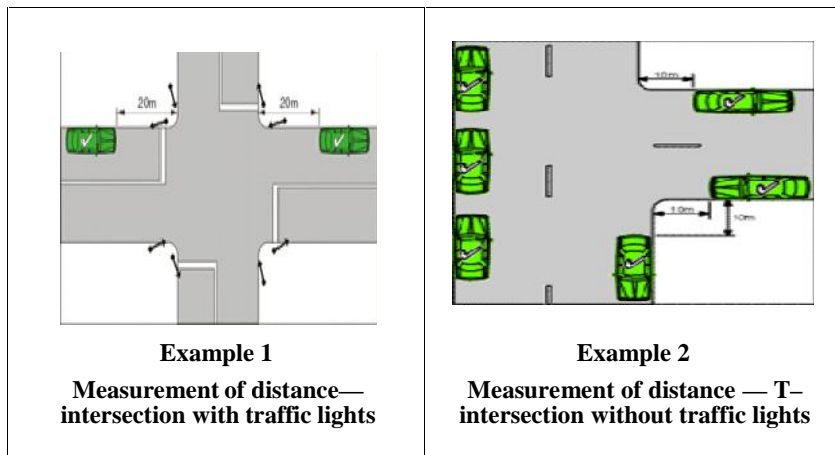 20m
20m
Example 1
Measurement of distance—
intersection with traffic lights
10m
10m
10m
Example 2
Measurement of distance — T–
intersection without traffic lights